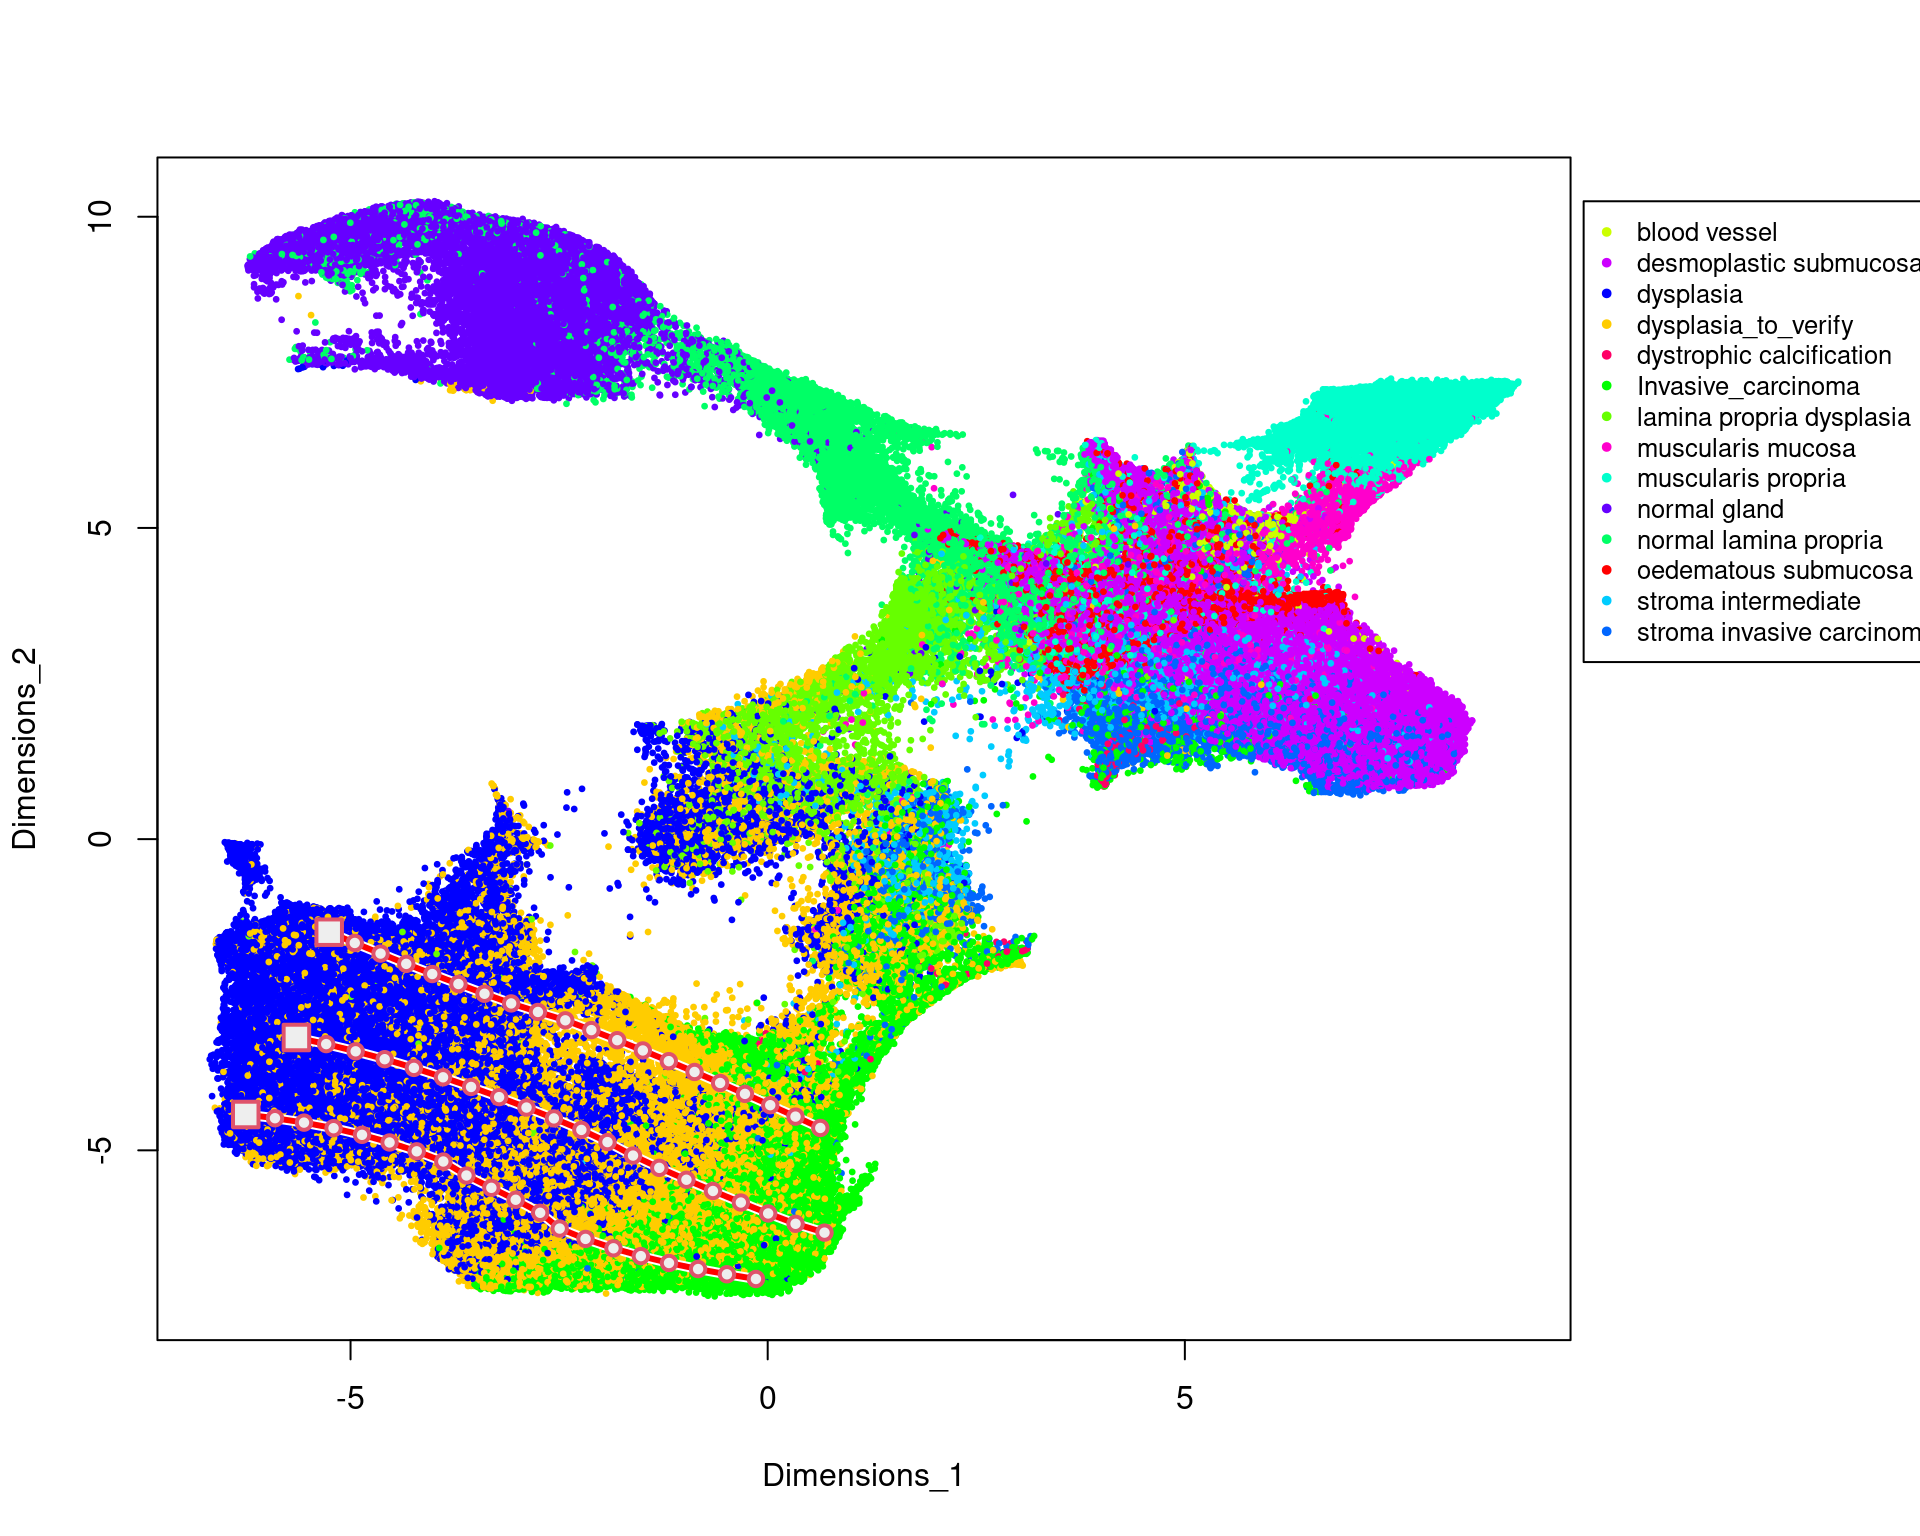 10
5
0
-5
Dimensions_2
-5
0
5
Dimensions_1
blood vessel
desmoplastic submucosa
dysplasia
dysplasia_to_verify
dystrophic calcification
Invasive_carcinoma
lamina propria dysplasia
muscularis mucosa
muscularis propria
normal gland
normal lamina propria
oedematous submucosa
stroma intermediate
stroma invasive carcinom